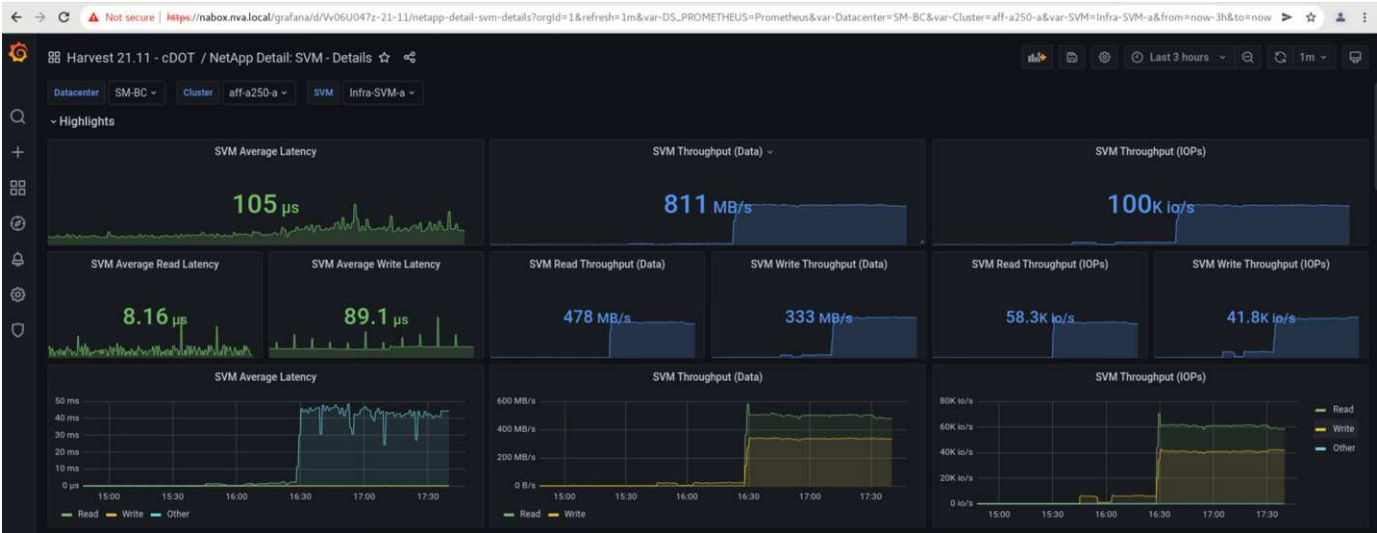 Not secure | https://nabox.nva.local/grafana/d/Vv06U047z-21-11/netapp-detail-svm-details?orgId=1&refresh=1m&var-DS_PROMETHEUS=Prometheus&var-Datacenter=SM-BC&var-Cluster=aff-a250-a&var-SVM=Infra-SVM-a&from=now-3h&to=now
Harvest 21.11 - cDOT / NetApp Detail: SVM - Details
Last 3 hours
1m
Datacenter SM-BC Cluster aff-a250-a SVM Infra-SVM-a
Highlights
SVM Average Latency
105 µs
SVM Throughput (Data)
811 MB/s
SVM Throughput (IOPs)
100K io/s
SVM Average Read Latency
8.16 µs
SVM Average Write Latency
89.1 µs
SVM Read Throughput (Data)
478 MB/s
SVM Write Throughput (Data)
333 MB/s
SVM Read Throughput (IOPs)
58.3K io/s
SVM Write Throughput (IOPs)
41.8K io/s
SVM Average Latency
50 ms
40 ms
30 ms
20 ms
10 ms
0 µs
15:00 15:30 16:00 16:30 17:00 17:30
Read Write Other
SVM Throughput (Data)
600 MB/s
400 MB/s
200 MB/s
0 B/s
15:00 15:30 16:00 16:30 17:00 17:30
Read Write
SVM Throughput (IOPs)
80K io/s
60K io/s
40K io/s
20K io/s
0 io/s
15:00 15:30 16:00 16:30 17:00 17:30
Read
Write
Other